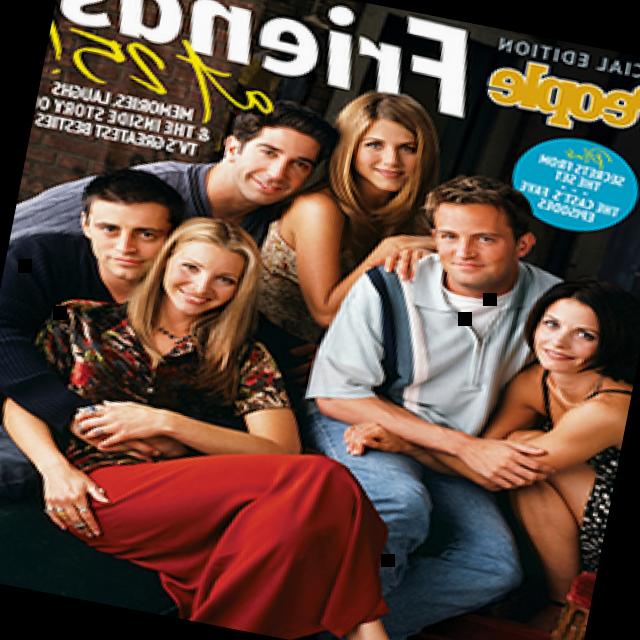 SPECIAL EDITION
People
Friends
at 25!
MEMORIES, LAUGHS
& THE INSIDE STORY OF
TV'S GREATEST BESTIES
SECRETS FROM
THE SET
THE CAST'S FAVE
EPISODES